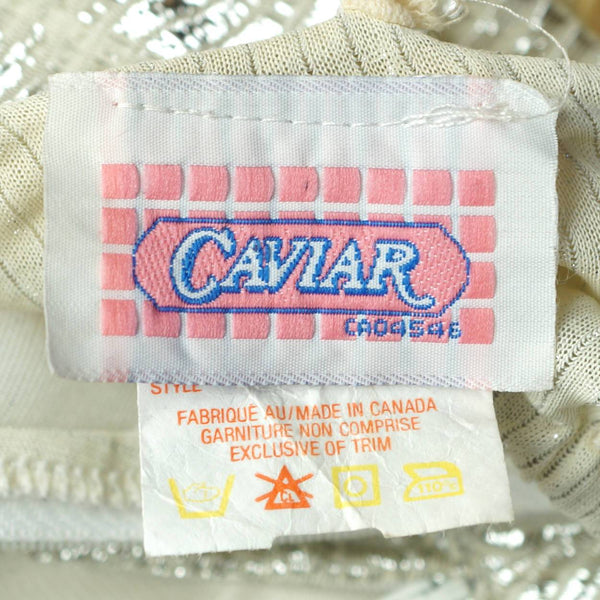 CAVIAR
CA04546
STYLE
FABRIQUÉ AU/MADE IN CANADA
GARNITURE NON COMPRISE
EXCLUSIVE OF TRIM
CL
110°C